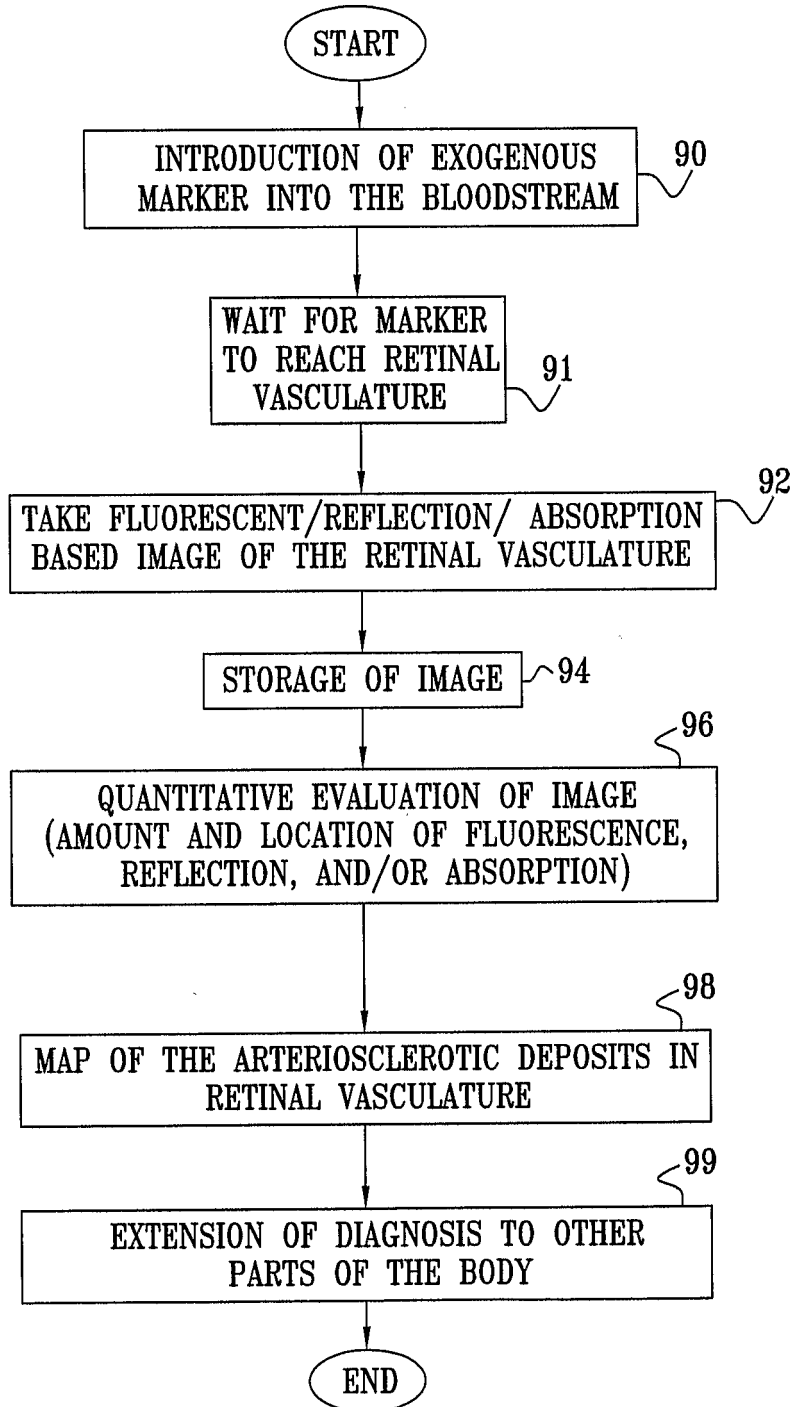 START
INTRODUCTION OF EXOGENOUS
MARKER INTO THE BLOODSTREAM
90
WAIT FOR MARKER
TO REACH RETINAL
VASCULATURE
91
TAKE FLUORESCENT/REFLECTION/ ABSORPTION
BASED IMAGE OF THE RETINAL VASCULATURE
92
STORAGE OF IMAGE
94
96
QUANTITATIVE EVALUATION OF IMAGE
(AMOUNT AND LOCATION OF FLUORESCENCE,
REFLECTION, AND/OR ABSORPTION)
98
MAP OF THE ARTERIOSCLEROTIC DEPOSITS IN
RETINAL VASCULATURE
99
EXTENSION OF DIAGNOSIS TO OTHER
PARTS OF THE BODY
END